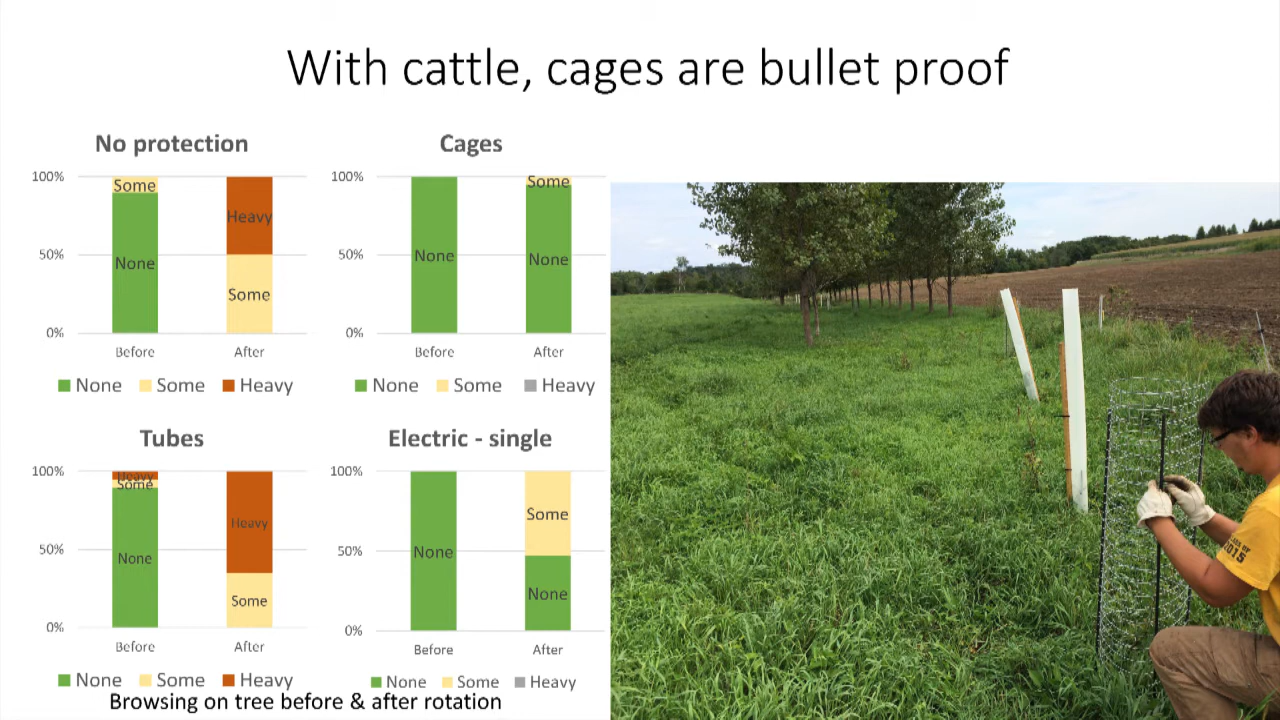 With cattle, cages are bullet proof
No protection
100%
50%
0%
Some
None
Heavy
Some
Before
After
None Some Heavy
Cages
100%
50%
0%
None
Some
None
Before
After
None Some Heavy
Tubes
100%
50%
0%
Heavy
Some
None
Heavy
Some
Before
After
None Some Heavy
Electric - single
100%
50%
0%
None
Some
None
Before
After
None Some Heavy
Browsing on tree before & after rotation
CLASS OF
2015